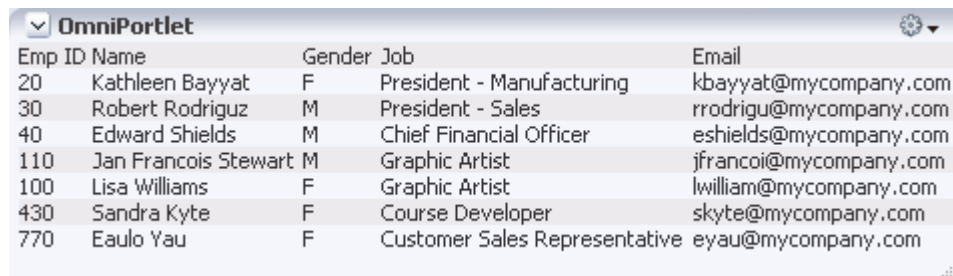 OmniPortlet
Emp ID Name Gender Job Email
20 Kathleen Bayyat F President - Manufacturing kbayyat@mycompany.com
30 Robert Rodriguz M President - Sales rrodrigu@mycompany.com
40 Edward Shields M Chief Financial Officer eshields@mycompany.com
110 Jan Francois Stewart M Graphic Artist jfrancoi@mycompany.com
100 Lisa Williams F Graphic Artist lwilliam@mycompany.com
430 Sandra Kyte F Course Developer skyte@mycompany.com
770 Eaulo Yau F Customer Sales Representative eyau@mycompany.com